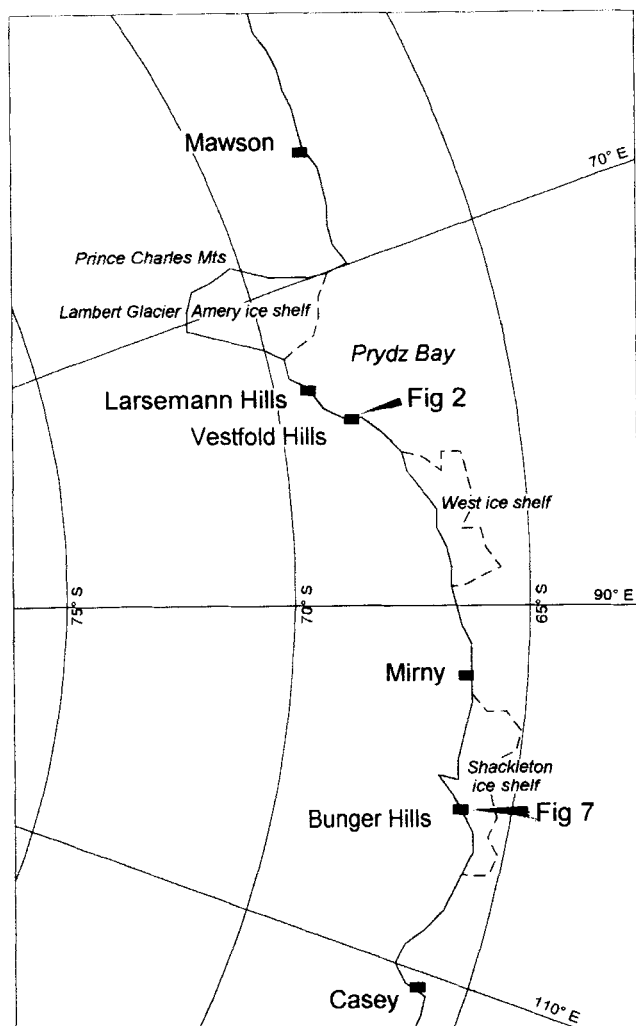 Mawson
70° E
Prince Charles Mts
Lambert Glacier
Amery ice shelf
Prydz Bay
Larsemann Hills
Fig 2
Vestfold Hills
West ice shelf
75° S
70° S
65° S
90° E
Mirny
Shackleton
ice shelf
Bunger Hills
Fig 7
Casey
110° E